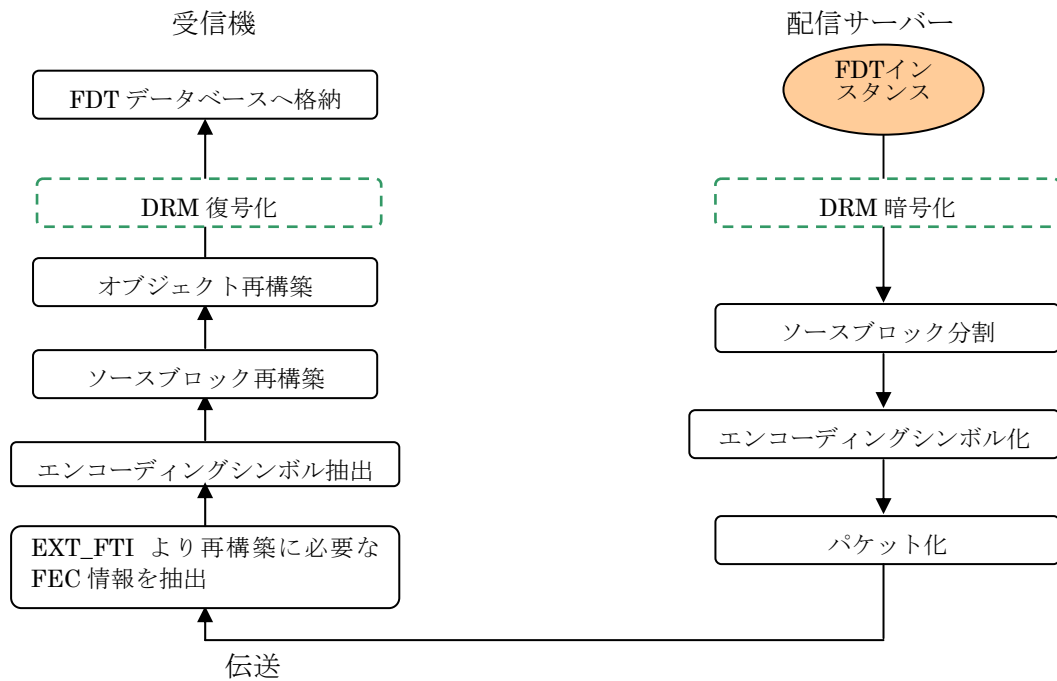 受信機
FDT データベースへ格納
DRM 復号化
オブジェクト再構築
ソースブロック再構築
エンコーディングシンボル抽出
EXT_FTI より再構築に必要な
FEC 情報を抽出
伝送
配信サーバー
FDTイン
スタンス
DRM 暗号化
ソースブロック分割
エンコーディングシンボル化
パケット化